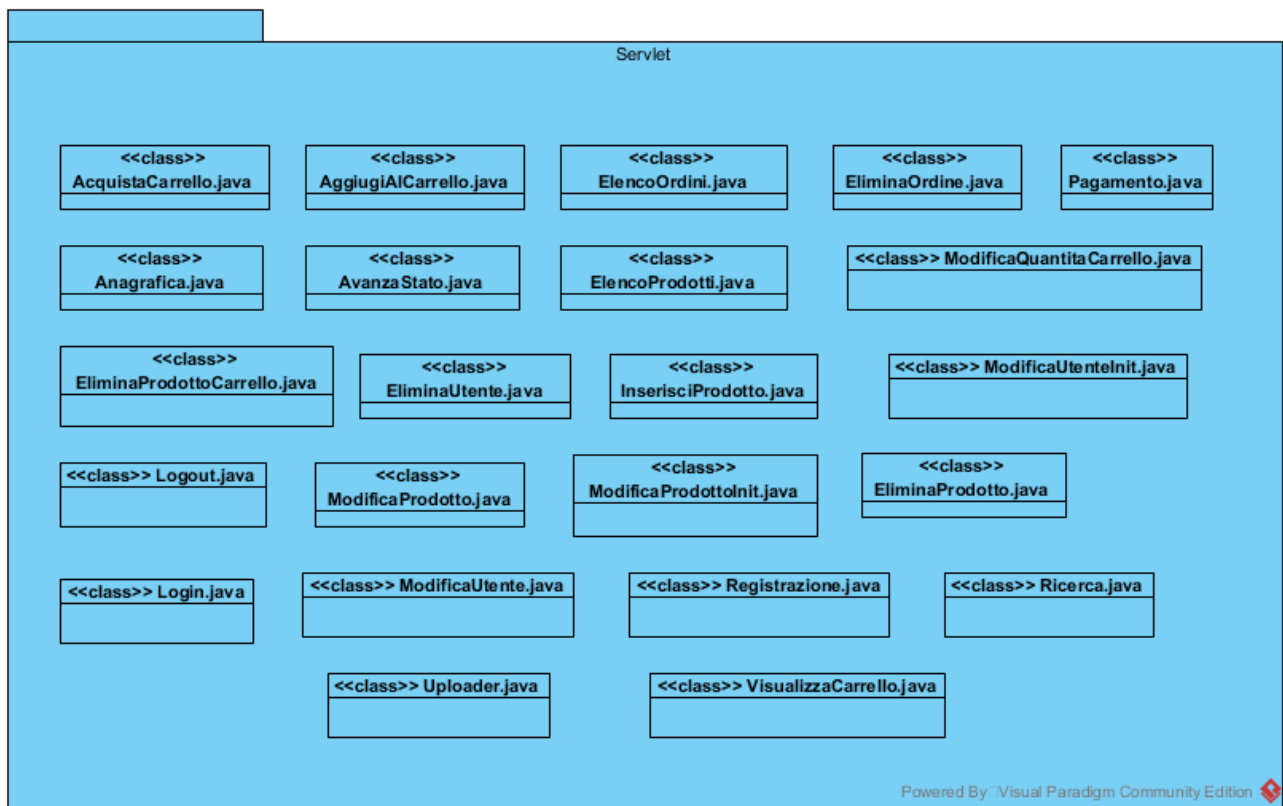 Servlet
<<class>>
AcquistaCarrello.java
<<class>>
AggiugiAlCarrello.java
<<class>>
ElencoOrdini.java
<<class>>
EliminaOrdine.java
<<class>>
Pagamento.java
<<class>>
Anagrafica.java
<<class>>
AvanzaStato.java
<<class>>
ElencoProdotti.java
<<class>> ModificaQuantitaCarrello.java
<<class>>
EliminaProdottoCarrello.java
<<class>>
EliminaUtente.java
<<class>>
InserisciProdotto.java
<<class>> ModificaUtenteInit.java
<<class>> Logout.java
<<class>>
ModificaProdotto.java
<<class>>
ModificaProdottoInit.java
<<class>>
EliminaProdotto.java
<<class>> Login.java
<<class>> ModificaUtente.java
<<class>> Registrazione.java
<<class>> Ricerca.java
<<class>> Uploader.java
<<class>> VisualizzaCarrello.java
Powered By Visual Paradigm Community Edition